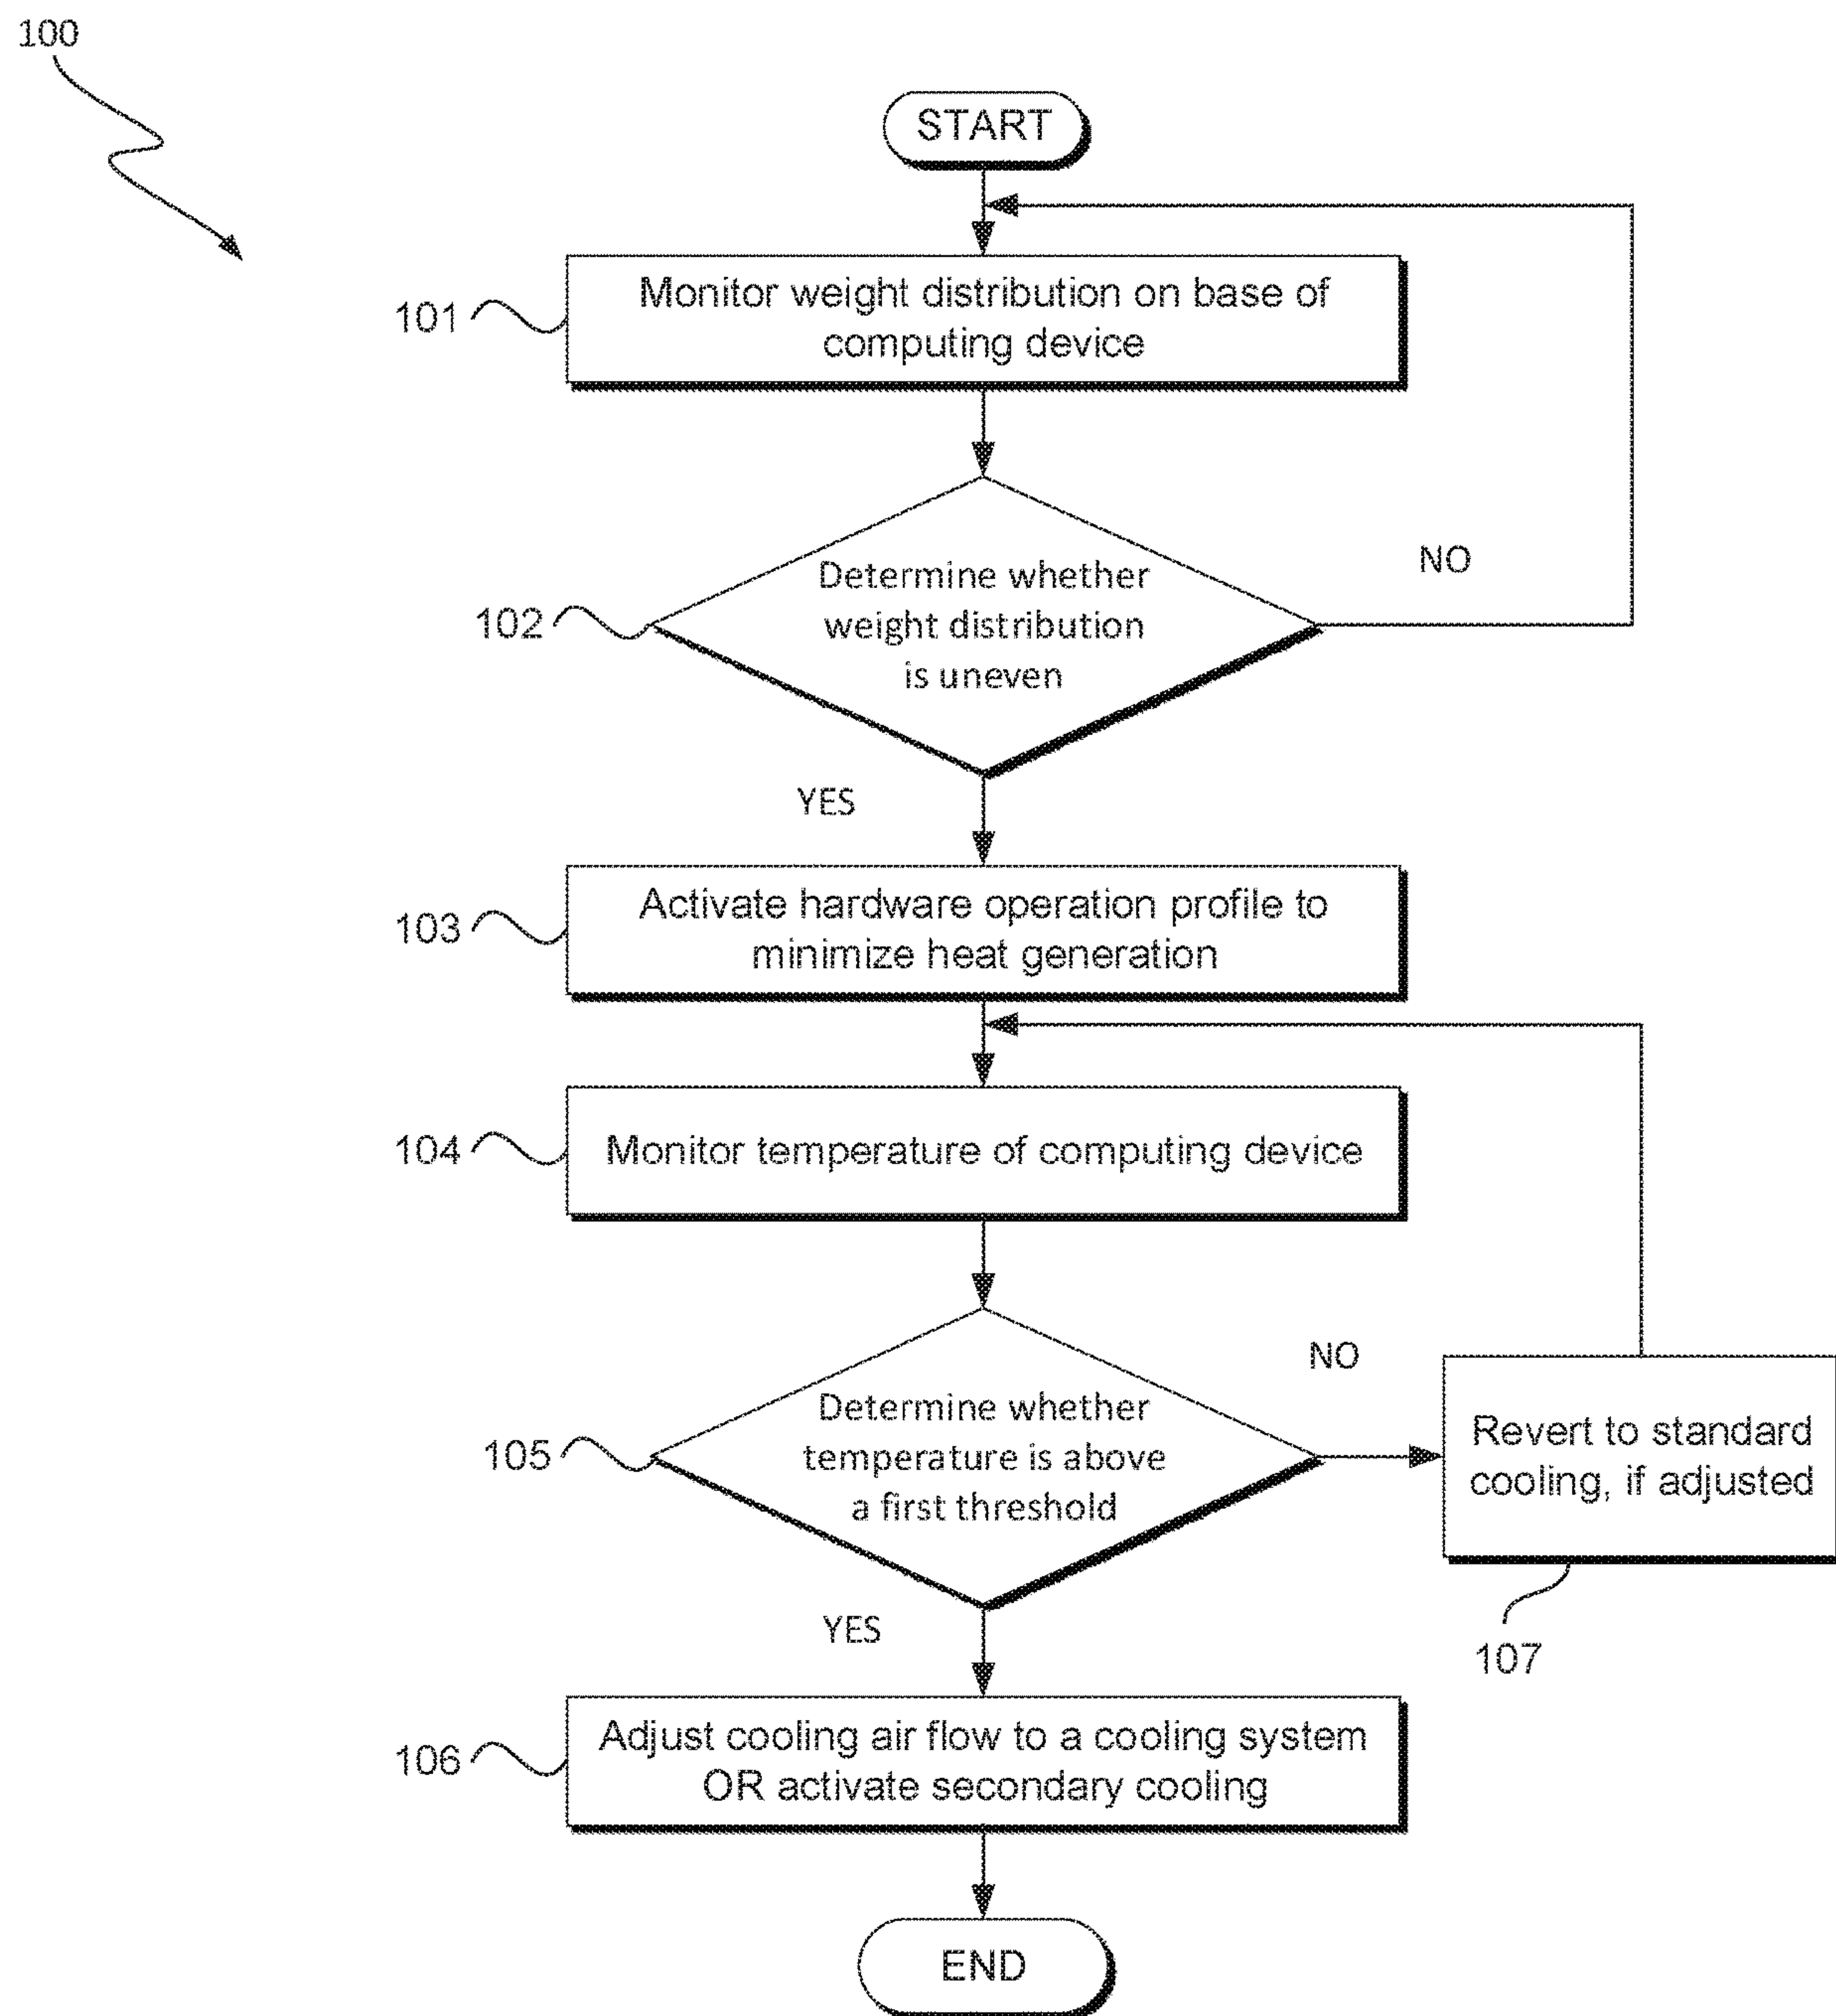 100
START
101
Monitor weight distribution on base of
computing device
102
Determine whether
weight distribution
is uneven
NO
YES
103
Activate hardware operation profile to
minimize heat generation
104
Monitor temperature of computing device
105
Determine whether
temperature is above
a first threshold
NO
Revert to standard
cooling, if adjusted
107
YES
106
Adjust cooling air flow to a cooling system
OR activate secondary cooling
END